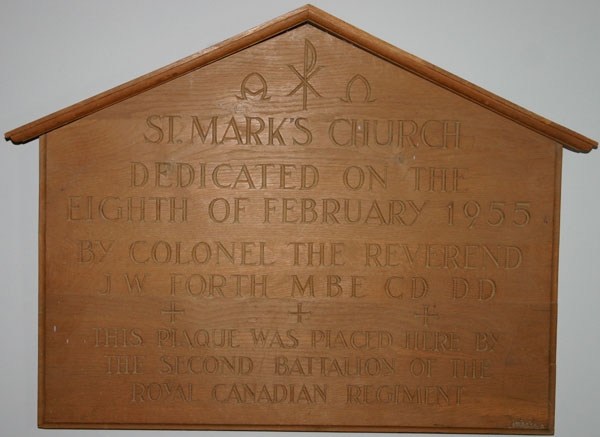 Α ☧ Ω
ST. MARK'S CHURCH
DEDICATED ON THE
EIGHTH OF FEBRUARY 1955
BY COLONEL THE REVEREND
J W FORTH M B E C D D D
THIS PLAQUE WAS PLACED HERE BY
THE SECOND BATTALION OF THE
ROYAL CANADIAN REGIMENT